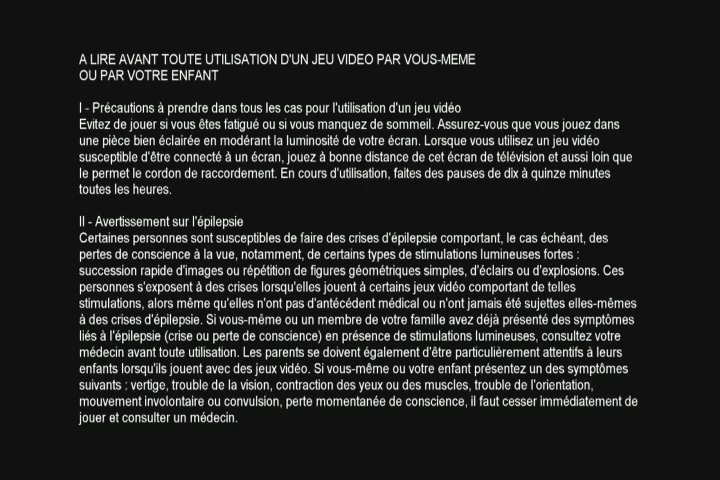 A LIRE AVANT TOUTE UTILISATION D'UN JEU VIDEO PAR VOUS-MEME
OU PAR VOTRE ENFANT
I - Précautions à prendre dans tous les cas pour l'utilisation d'un jeu vidéo
Evitez de jouer si vous êtes fatigué ou si vous manquez de sommeil. Assurez-vous que vous jouez dans
une pièce bien éclairée en modérant la luminosité de votre écran. Lorsque vous utilisez un jeu vidéo
susceptible d'être connecté à un écran, jouez à bonne distance de cet écran de télévision et aussi loin que
le permet le cordon de raccordement. En cours d'utilisation, faites des pauses de dix à quinze minutes
toutes les heures.
II - Avertissement sur l'épilepsie
Certaines personnes sont susceptibles de faire des crises d'épilepsie comportant, le cas échéant, des
pertes de conscience à la vue, notamment, de certains types de stimulations lumineuses fortes :
succession rapide d'images ou répétition de figures géométriques simples, d'éclairs ou d'explosions. Ces
personnes s'exposent à des crises lorsqu'elles jouent à certains jeux vidéo comportant de telles
stimulations, alors même qu'elles n'ont pas d'antécédent médical ou n'ont jamais été sujettes elles-mêmes
à des crises d'épilepsie. Si vous-même ou un membre de votre famille avez déjà présenté des symptômes
liés à l'épilepsie (crise ou perte de conscience) en présence de stimulations lumineuses, consultez votre
médecin avant toute utilisation. Les parents se doivent également d'être particulièrement attentifs à leurs
enfants lorsqu'ils jouent avec des jeux vidéo. Si vous-même ou votre enfant présentez un des symptômes
suivants : vertige, trouble de la vision, contraction des yeux ou des muscles, trouble de l'orientation,
mouvement involontaire ou convulsion, perte momentanée de conscience, il faut cesser immédiatement de
jouer et consulter un médecin.